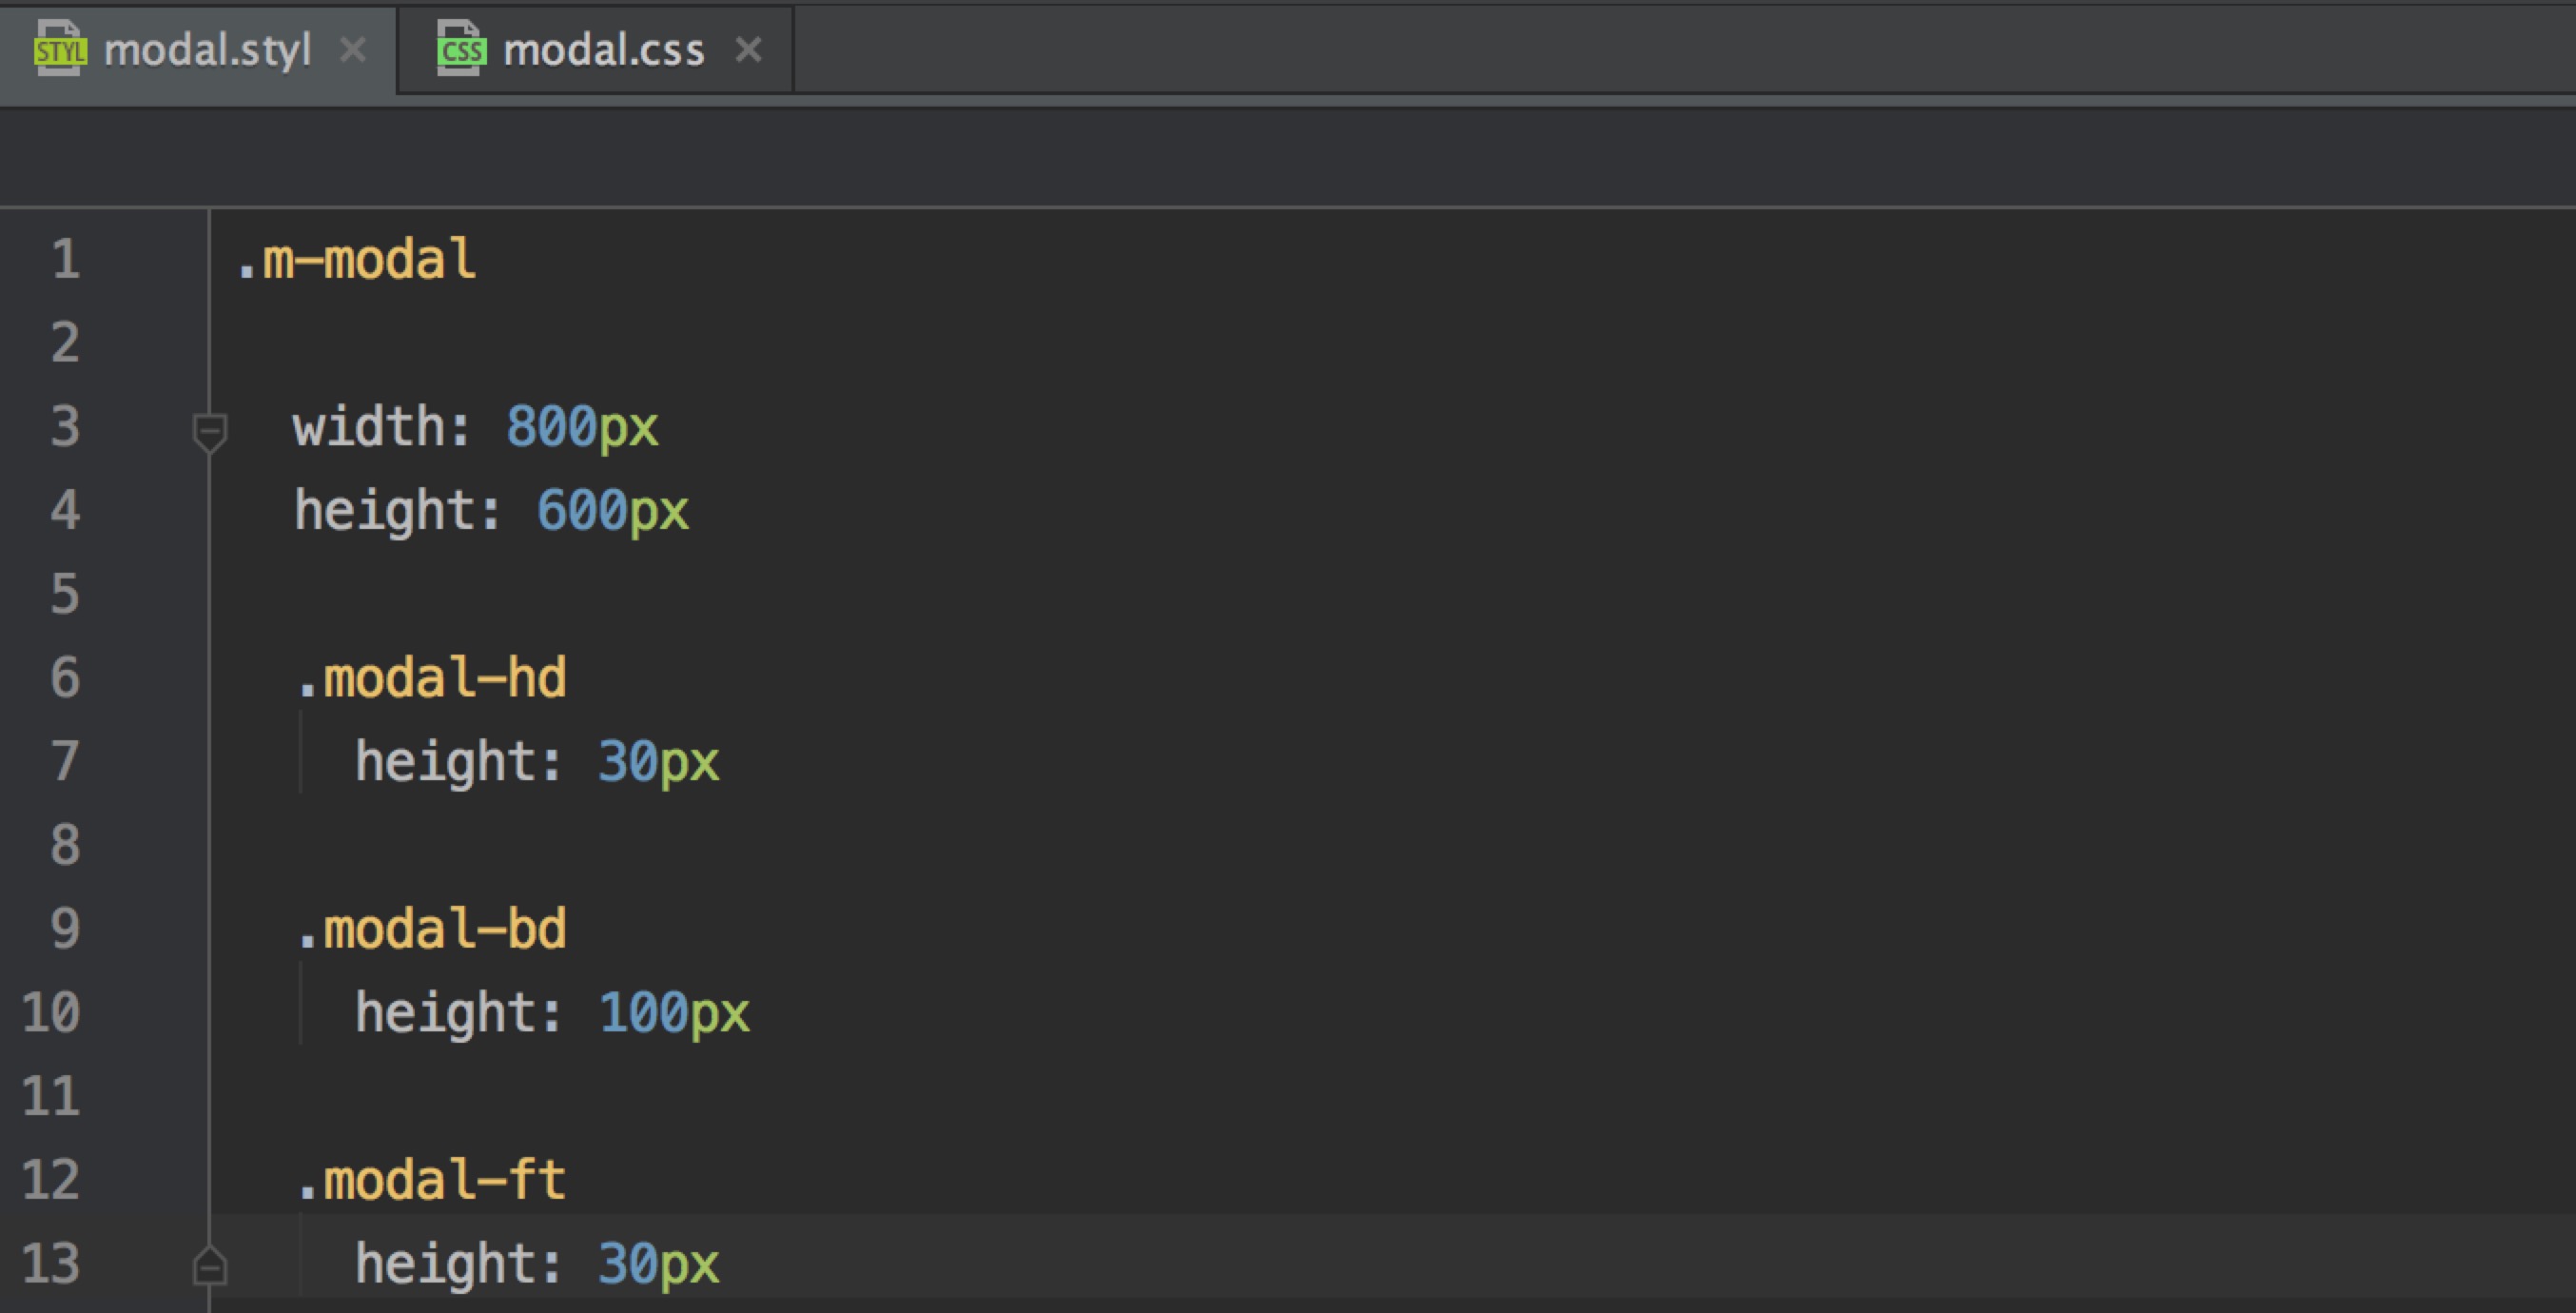 STYL modal.styl × CSS modal.css ×
1 .m-modal
2
3 width: 800px
4 height: 600px
5
6 .modal-hd
7 height: 30px
8
9 .modal-bd
10 height: 100px
11
12 .modal-ft
13 height: 30px